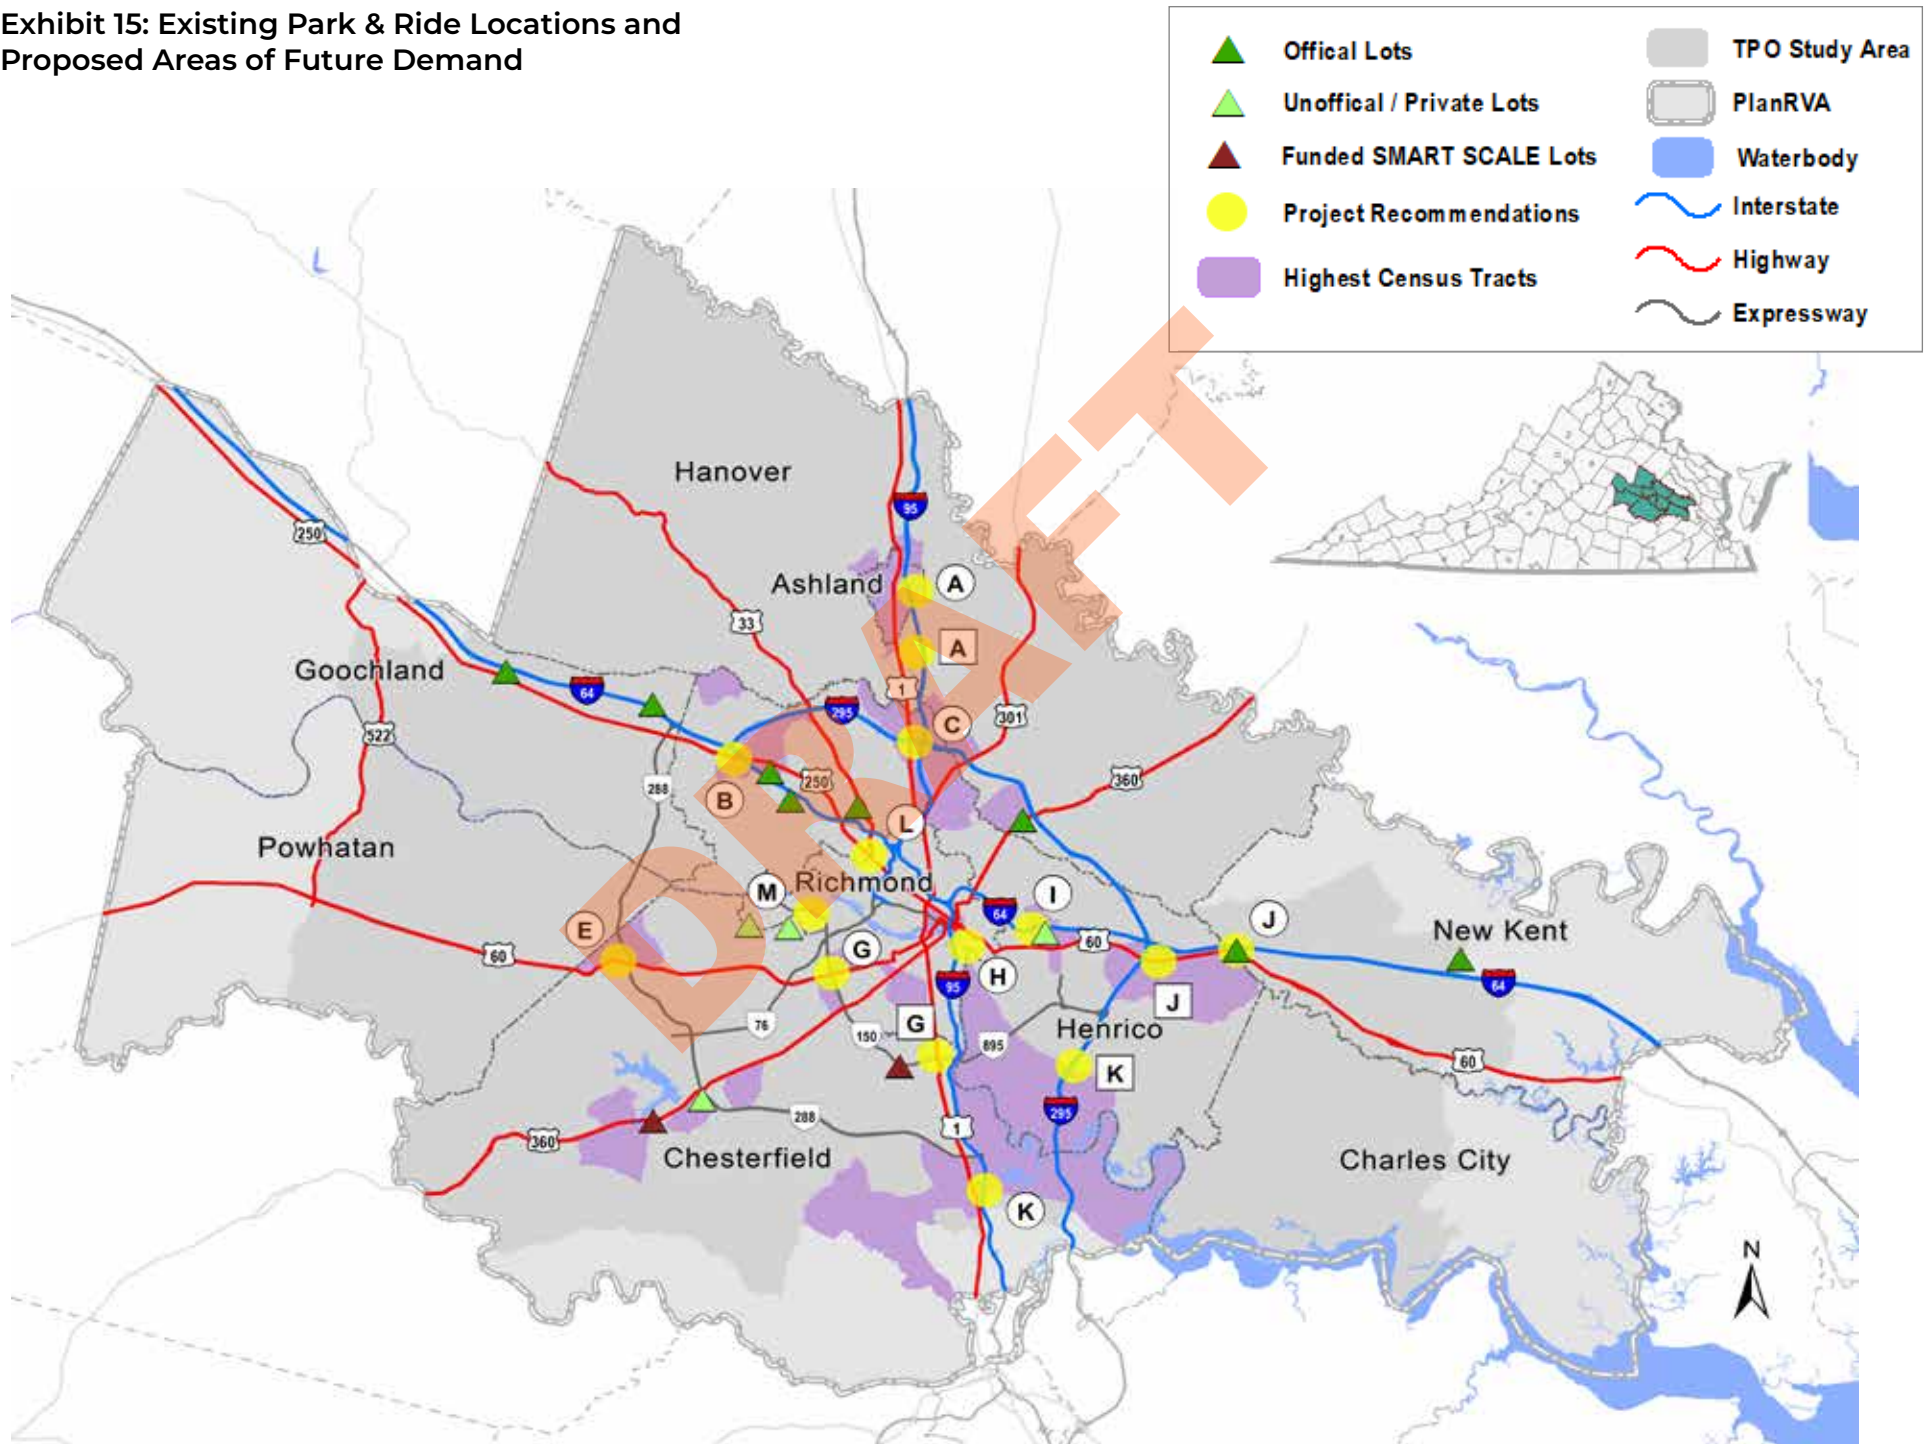 Exhibit 15: Existing Park & Ride Locations and
Proposed Areas of Future Demand
Offical Lots
Unoffical / Private Lots
Funded SMART SCALE Lots
Project Recommendations
Highest Census Tracts
TPO Study Area
PlanRVA
Waterbody
Interstate
Highway
Expressway
DRAFT
Hanover
95
250
Ashland
A
33
A
Goochland
64
1
295
C
301
522
288
250
360
B
L
Powhatan
M
Richmond
I
64
J
E
60
G
60
New Kent
H
95
J
64
G
76
150
895
Henrico
60
K
295
288
1
360
Chesterfield
Charles City
K
N